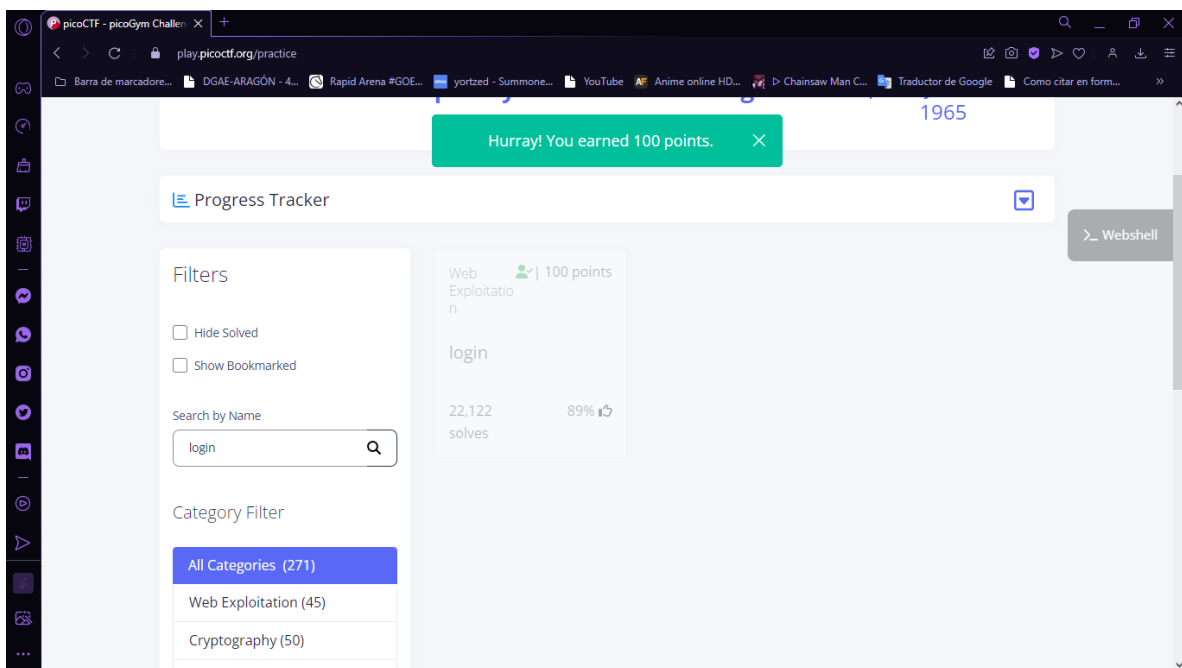 picoCTF - picoGym Challen
play.picoctf.org/practice
Barra de marcadore... DGAE-ARAGÓN - 4... Rapid Arena #GOE... yortzed - Summone... YouTube Anime online HD... ▷ Chainsaw Man C... Traductor de Google Como citar en form... »
1965
Hurray! You earned 100 points.
Progress Tracker
>_ Webshell
Filters
Hide Solved
Show Bookmarked
Search by Name
login
Category Filter
All Categories (271)
Web Exploitation (45)
Cryptography (50)
Web
Exploitatio
n
| 100 points
login
22,122
solves
89%